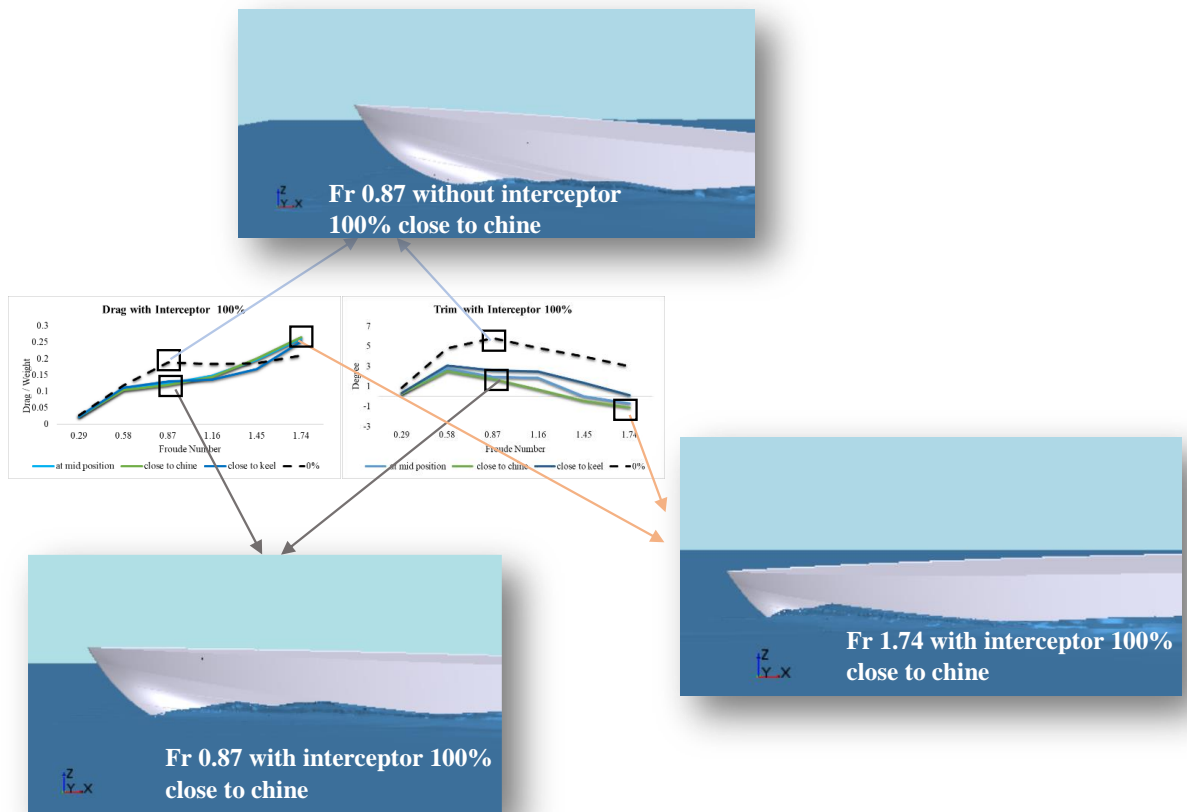 Z
Y X
Fr 0.87 without interceptor
100% close to chine
Drag with Interceptor 100%
0.3
0.25
0.2
0.15
0.1
0.05
0
Drag / Weight
0.29 0.58 0.87 1.16 1.45 1.74
Froude Number
at mid position close to chine close to keel 0%
Trim with Interceptor 100%
7
5
3
1
-1
-3
Degree
0.29 0.58 0.87 1.16 1.45 1.74
Froude Number
at mid position close to chine close to keel 0%
Z
Y X
Fr 1.74 with interceptor 100%
close to chine
Z
Y X
Fr 0.87 with interceptor 100%
close to chine